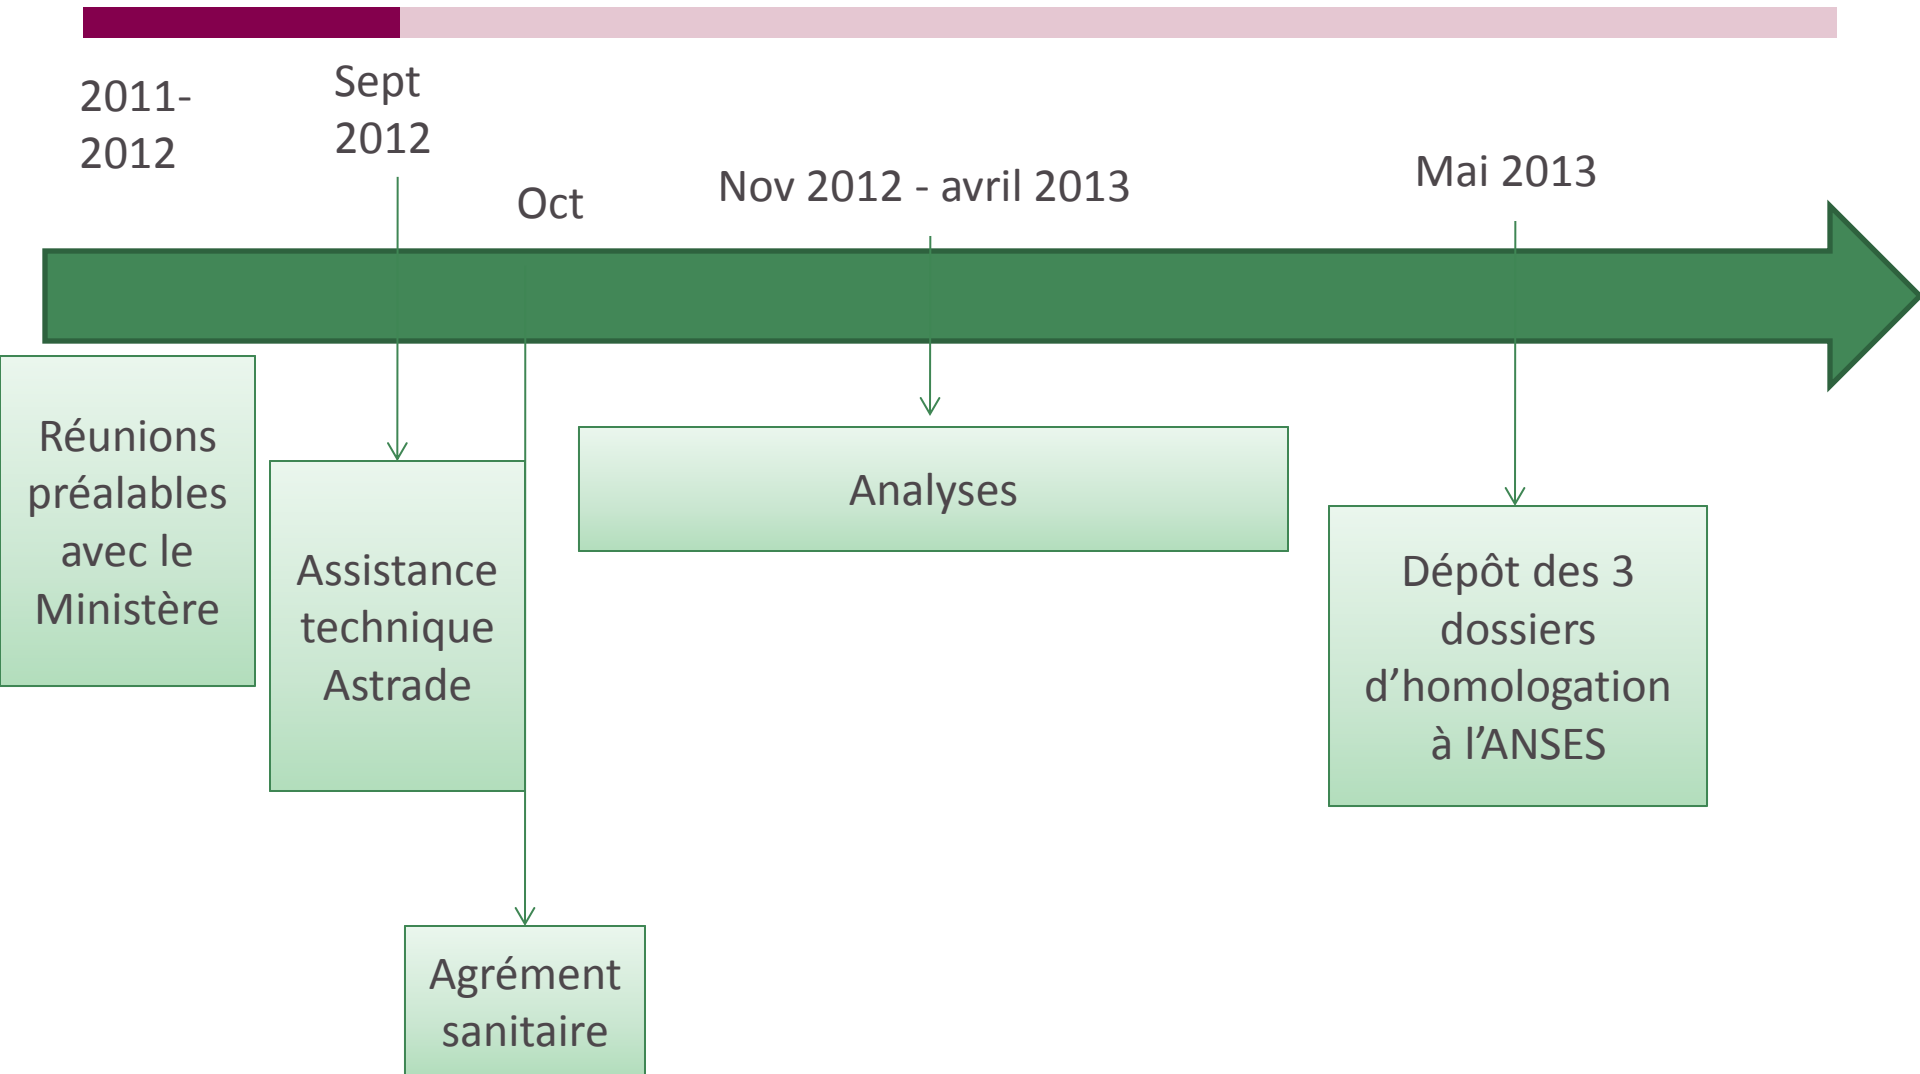 2011-
2012
Sept
2012
Oct
Nov 2012 - avril 2013
Mai 2013
Réunions
préalables
avec le
Ministère
Assistance
technique
Astrade
Agrément
sanitaire
Analyses
Dépôt des 3
dossiers
d’homologation
à l’ANSES